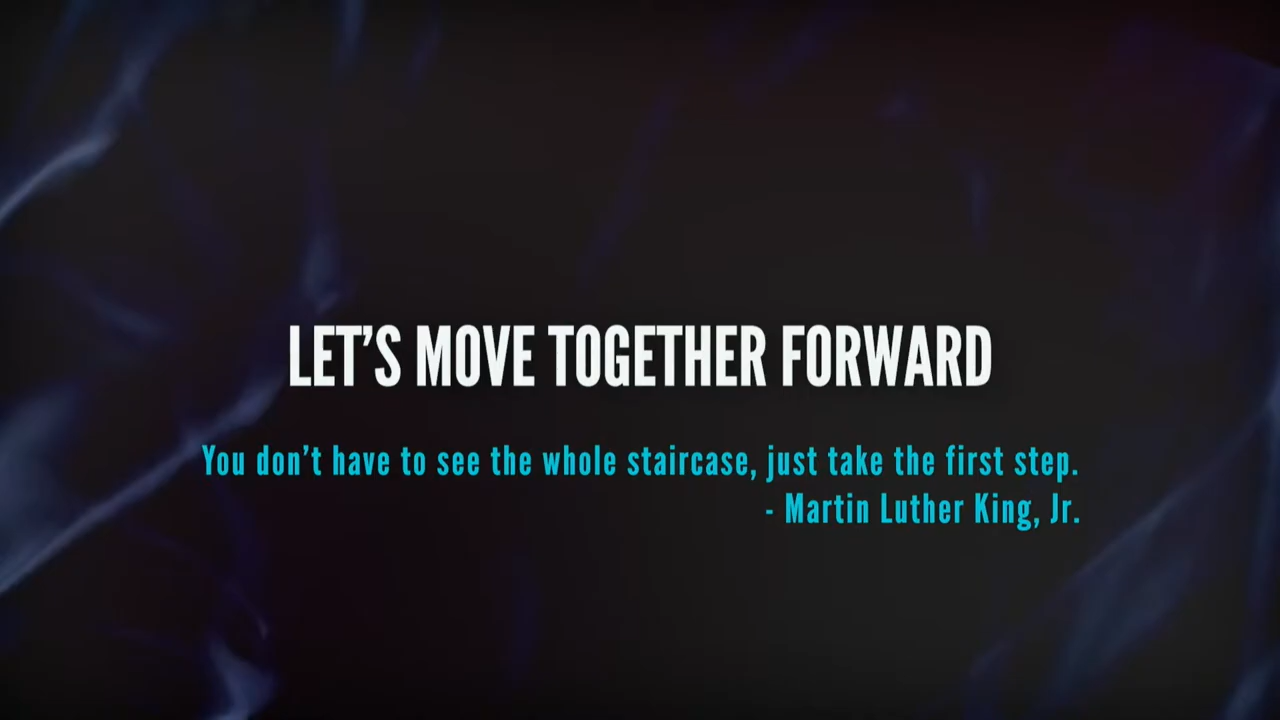 LET'S MOVE TOGETHER FORWARD
You don't have to see the whole staircase, just take the first step.
- Martin Luther King, Jr.